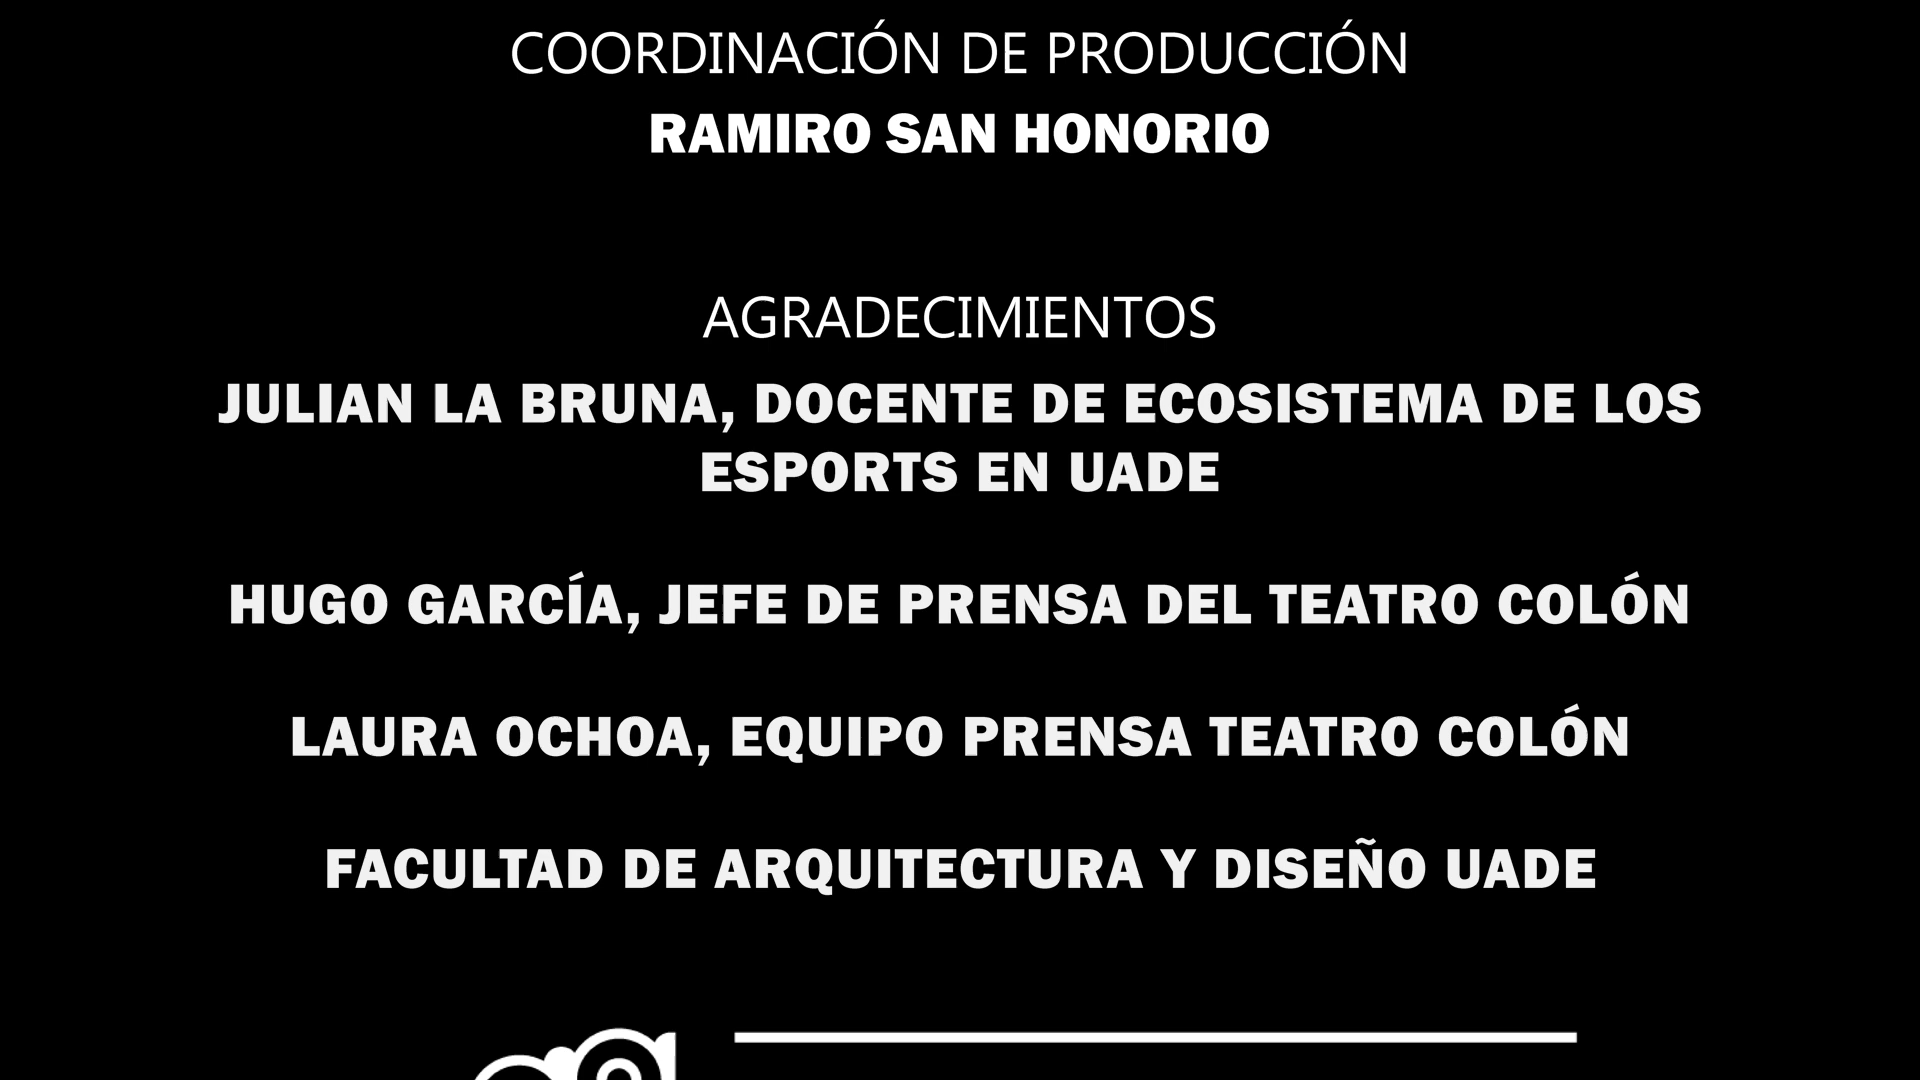 COORDINACIÓN DE PRODUCCIÓN
RAMIRO SAN HONORIO
AGRADECIMIENTOS
JULIAN LA BRUNA, DOCENTE DE ECOSISTEMA DE LOS
ESPORTS EN UADE
HUGO GARCÍA, JEFE DE PRENSA DEL TEATRO COLÓN
LAURA OCHOA, EQUIPO PRENSA TEATRO COLÓN
FACULTAD DE ARQUITECTURA Y DISEÑO UADE